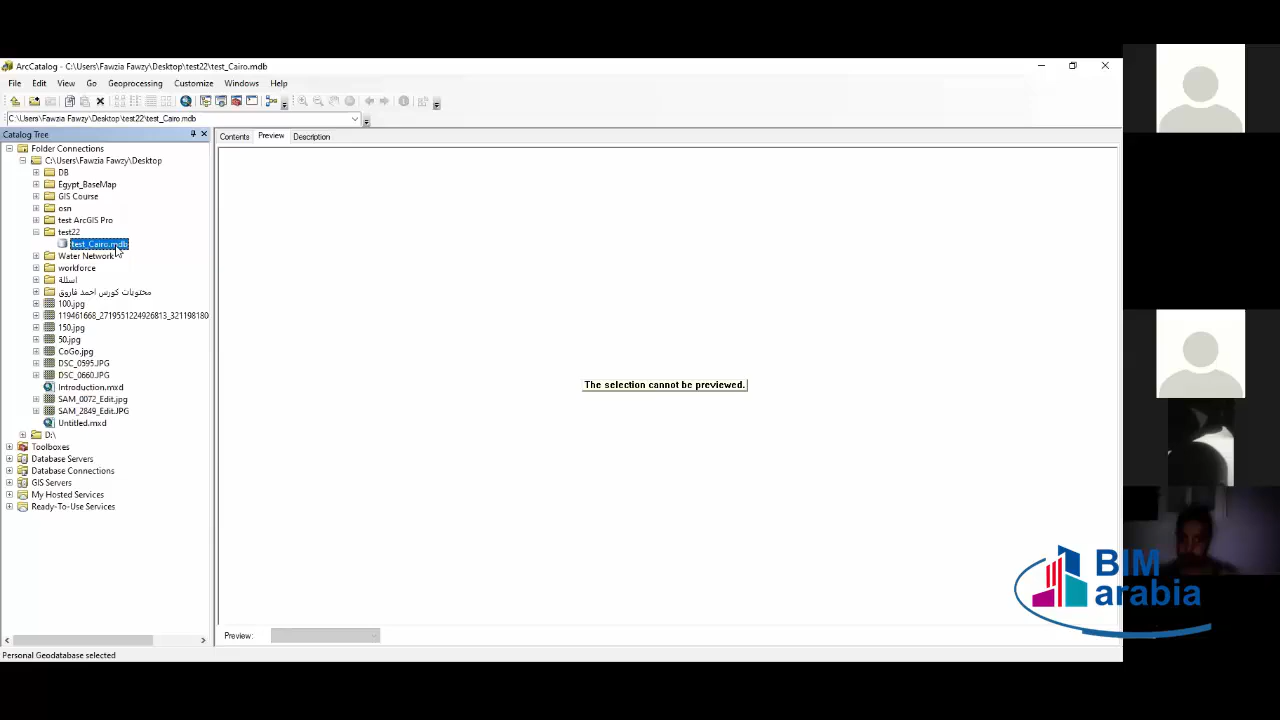 ArcCatalog - C:\Users\Fawzia Fawzy\Desktop\test22\test_Cairo.mdb
File Edit View Go Geoprocessing Customize Windows Help
C:\Users\Fawzia Fawzy\Desktop\test22\test_Cairo.mdb
Catalog Tree
Folder Connections
C:\Users\Fawzia Fawzy\Desktop
DB
Egypt_BaseMap
GIS Course
osn
test ArcGIS Pro
test22
test_Cairo.mdb
Water Network
workforce
اسئلة
محتويات كورس احمد فاروق
100.jpg
119461668_2719551224926813_321198180
150.jpg
50.jpg
CoGo.jpg
DSC_0595.JPG
DSC_0660.JPG
Introduction.mxd
SAM_0072_Edit.jpg
SAM_2849_Edit.JPG
Untitled.mxd
D:\
Toolboxes
Database Servers
Database Connections
GIS Servers
My Hosted Services
Ready-To-Use Services
Contents Preview Description
The selection cannot be previewed.
Preview:
Personal Geodatabase selected
BIM
arabia